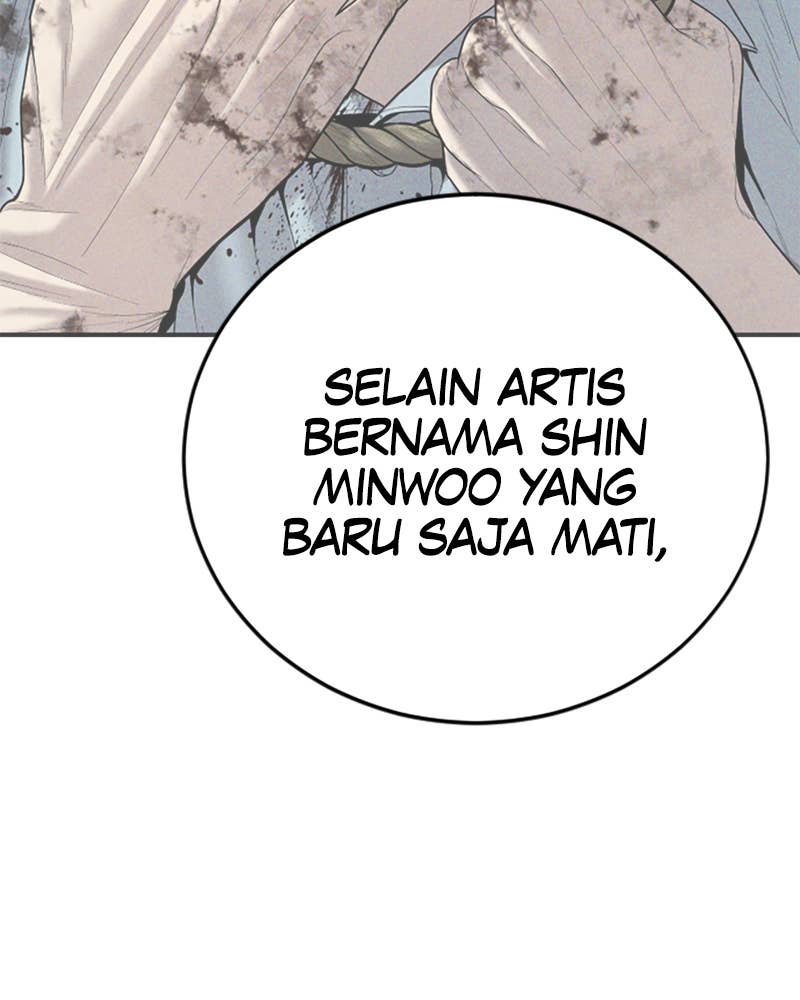 SELAIN ARTIS
BERNAMA SHIN
MINWOO YANG
BARU SAJA MATI,